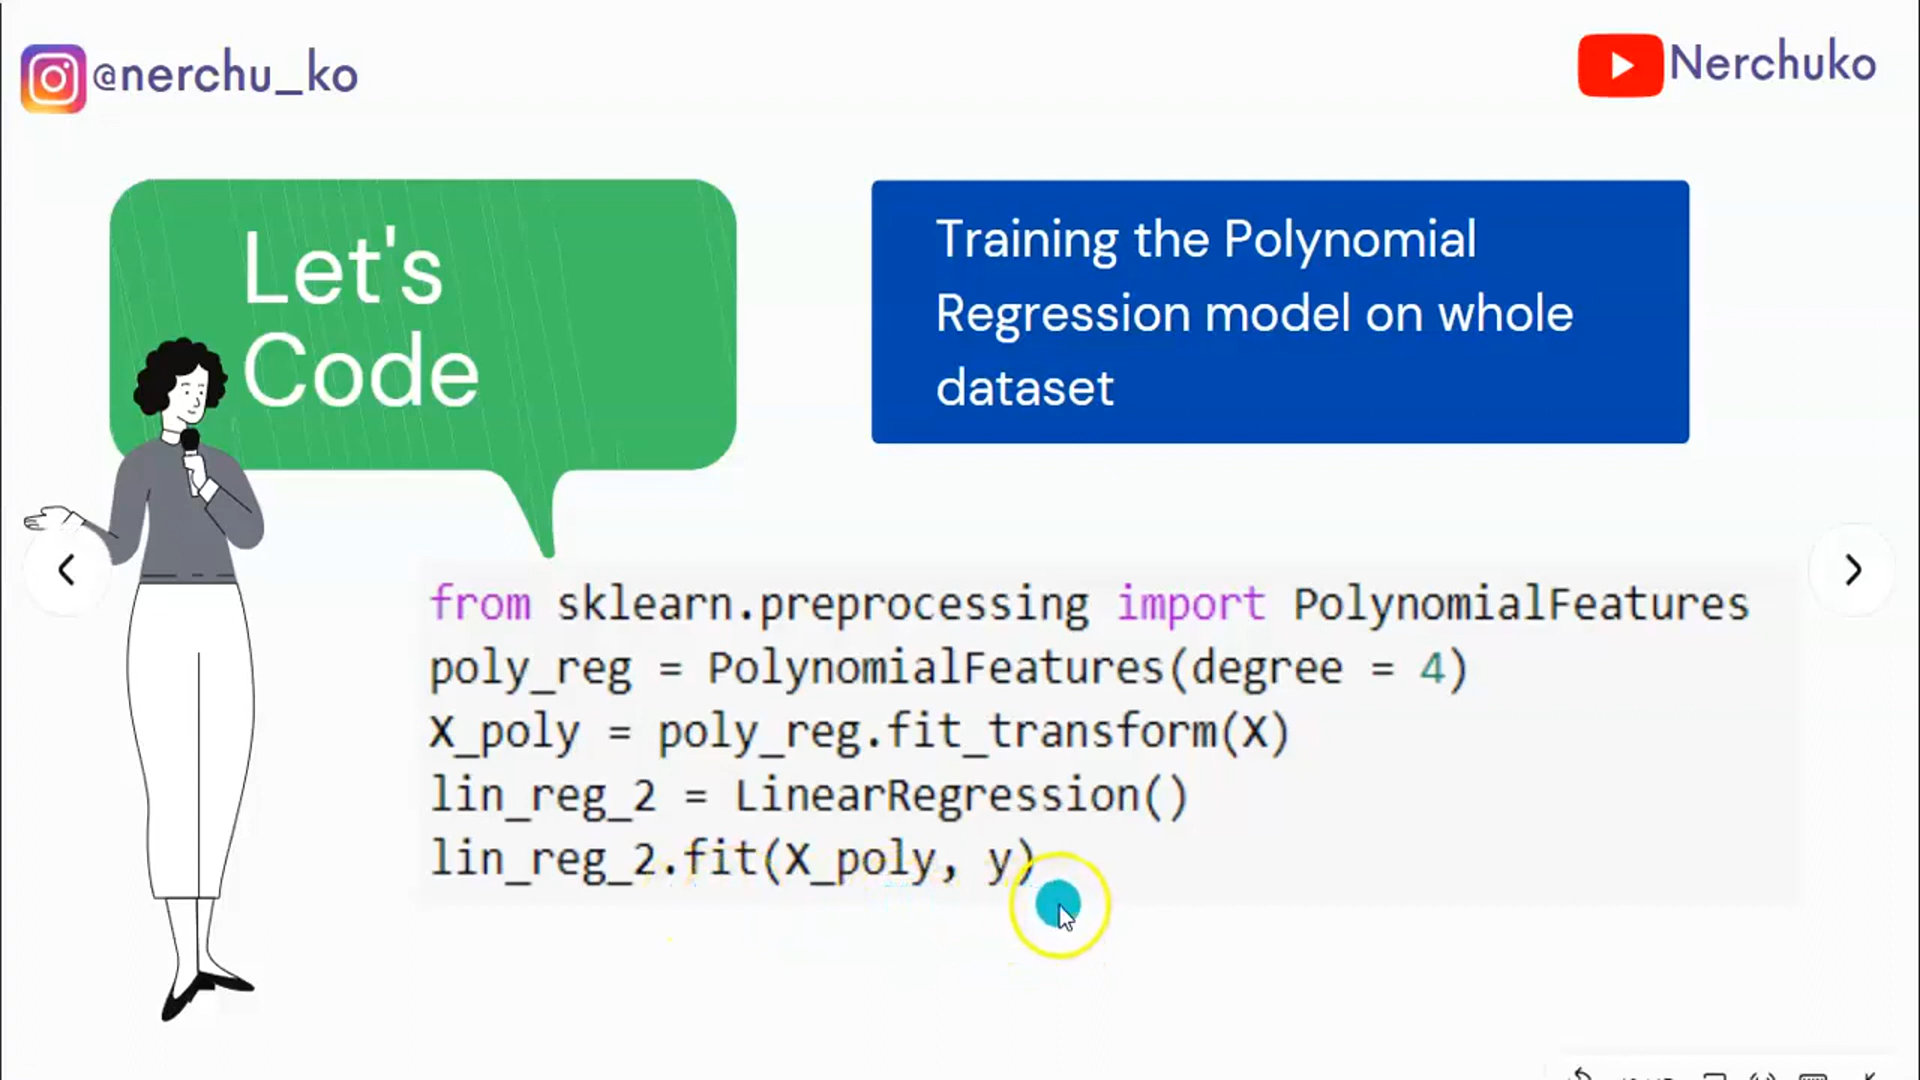 @nerchu_ko
Nerchuko
Let's
Code
Training the Polynomial
Regression model on whole
dataset
from sklearn.preprocessing import PolynomialFeatures
poly_reg = PolynomialFeatures(degree = 4)
X_poly = poly_reg.fit_transform(X)
lin_reg_2 = LinearRegression()
lin_reg_2.fit(X_poly, y)